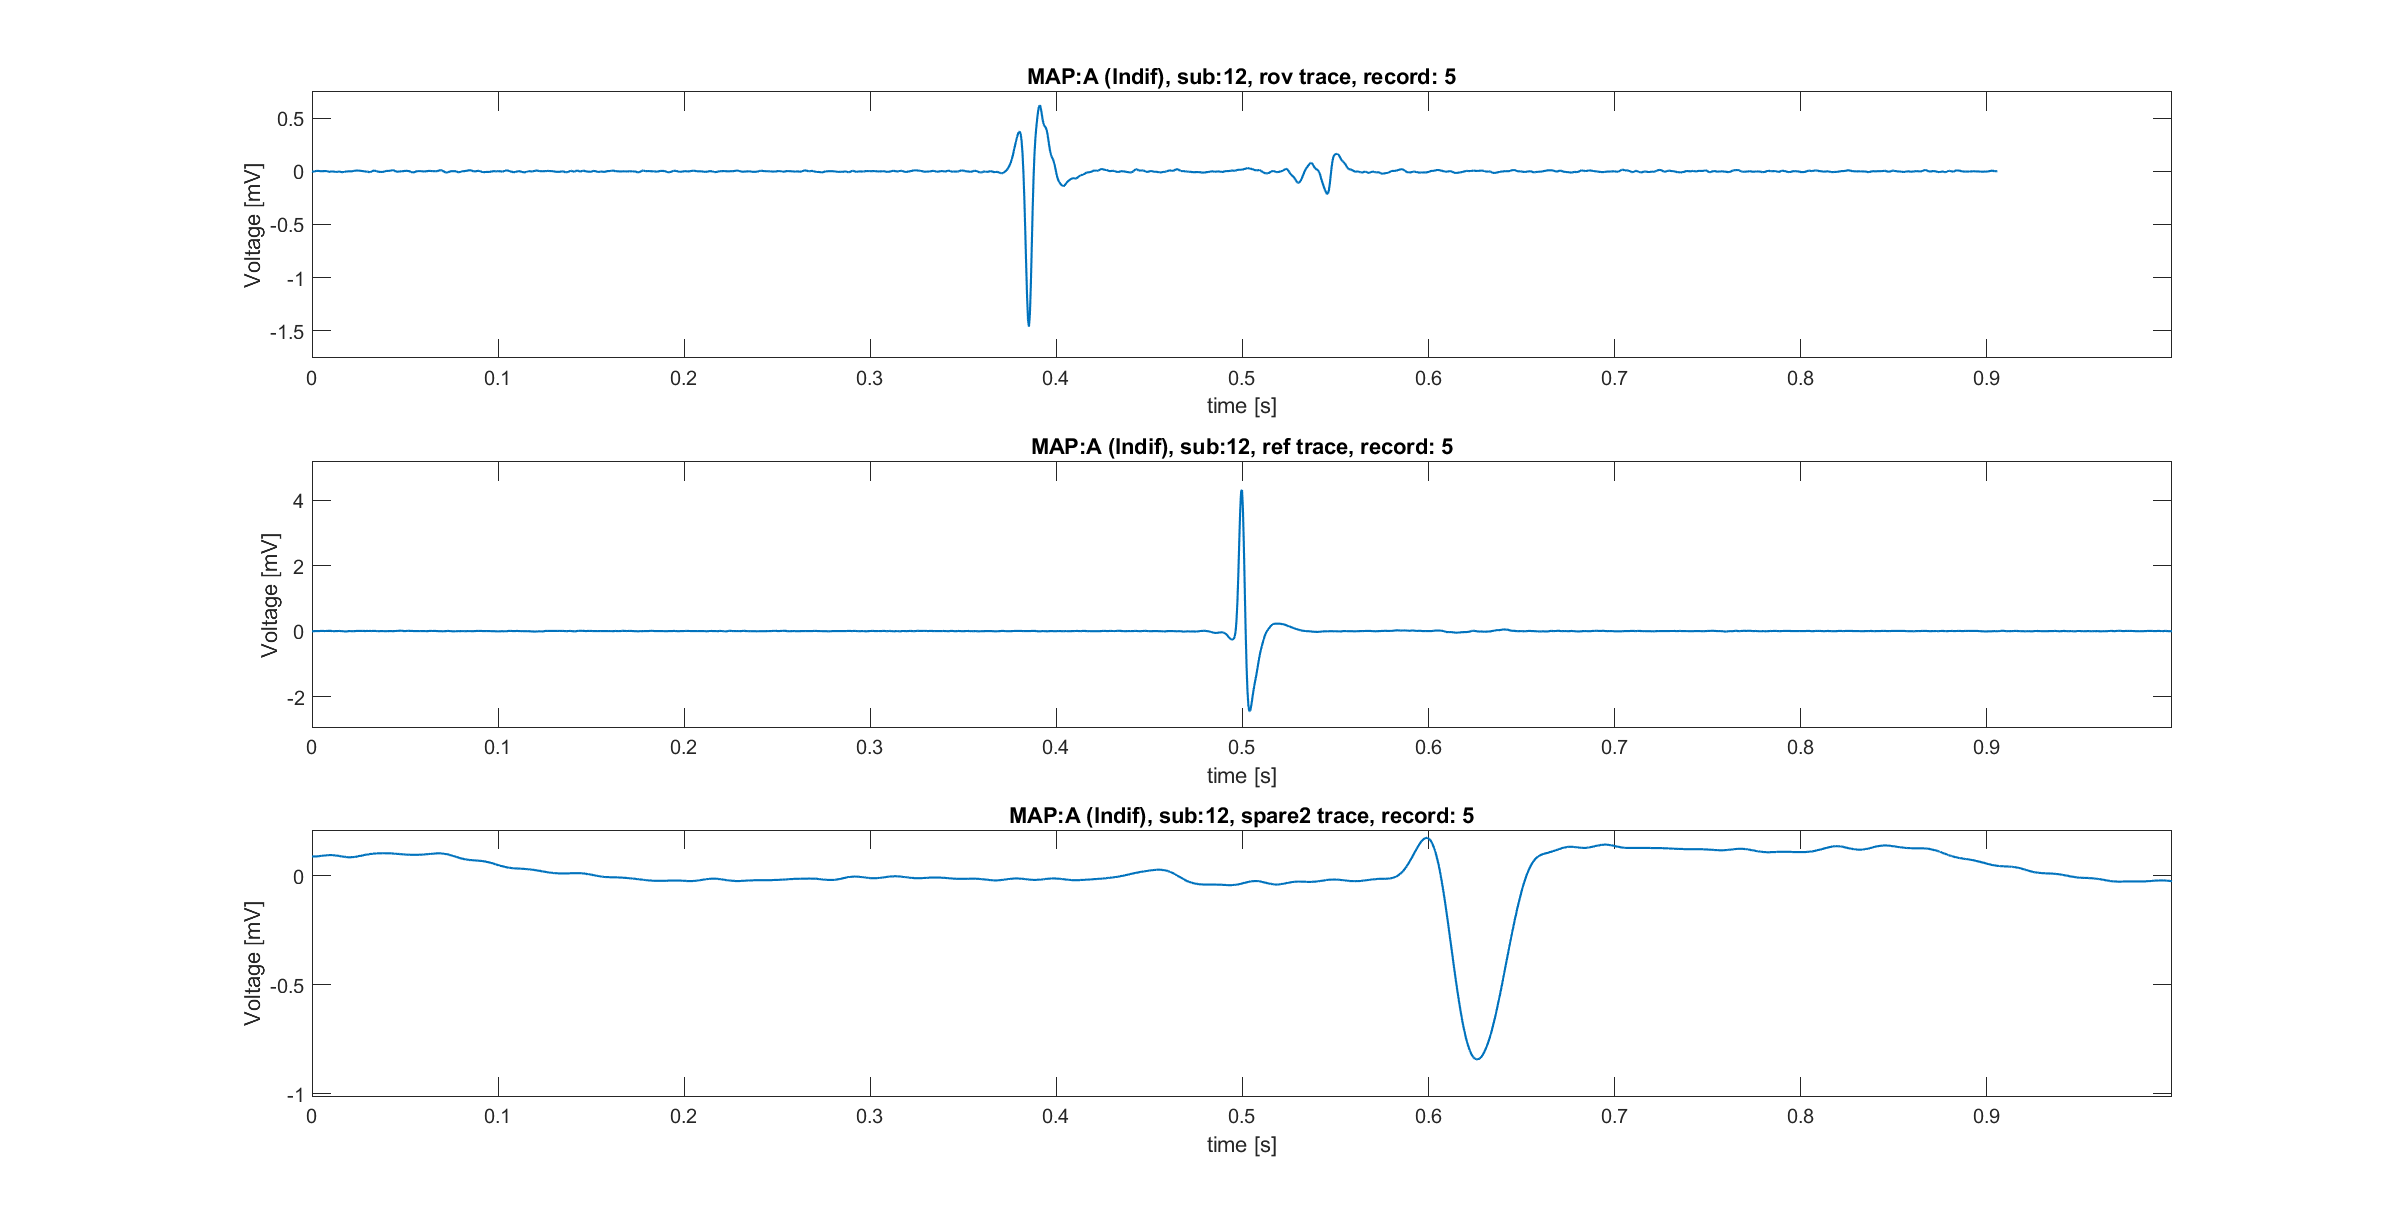 MAP:A (Indif), sub:12, rov trace, record: 5
Voltage [mV]
0.5
0
-0.5
-1
-1.5
0 0.1 0.2 0.3 0.4 0.5 0.6 0.7 0.8 0.9
time [s]
MAP:A (Indif), sub:12, ref trace, record: 5
Voltage [mV]
4
2
0
-2
0 0.1 0.2 0.3 0.4 0.5 0.6 0.7 0.8 0.9
time [s]
MAP:A (Indif), sub:12, spare2 trace, record: 5
Voltage [mV]
0
-0.5
-1
0 0.1 0.2 0.3 0.4 0.5 0.6 0.7 0.8 0.9
time [s]